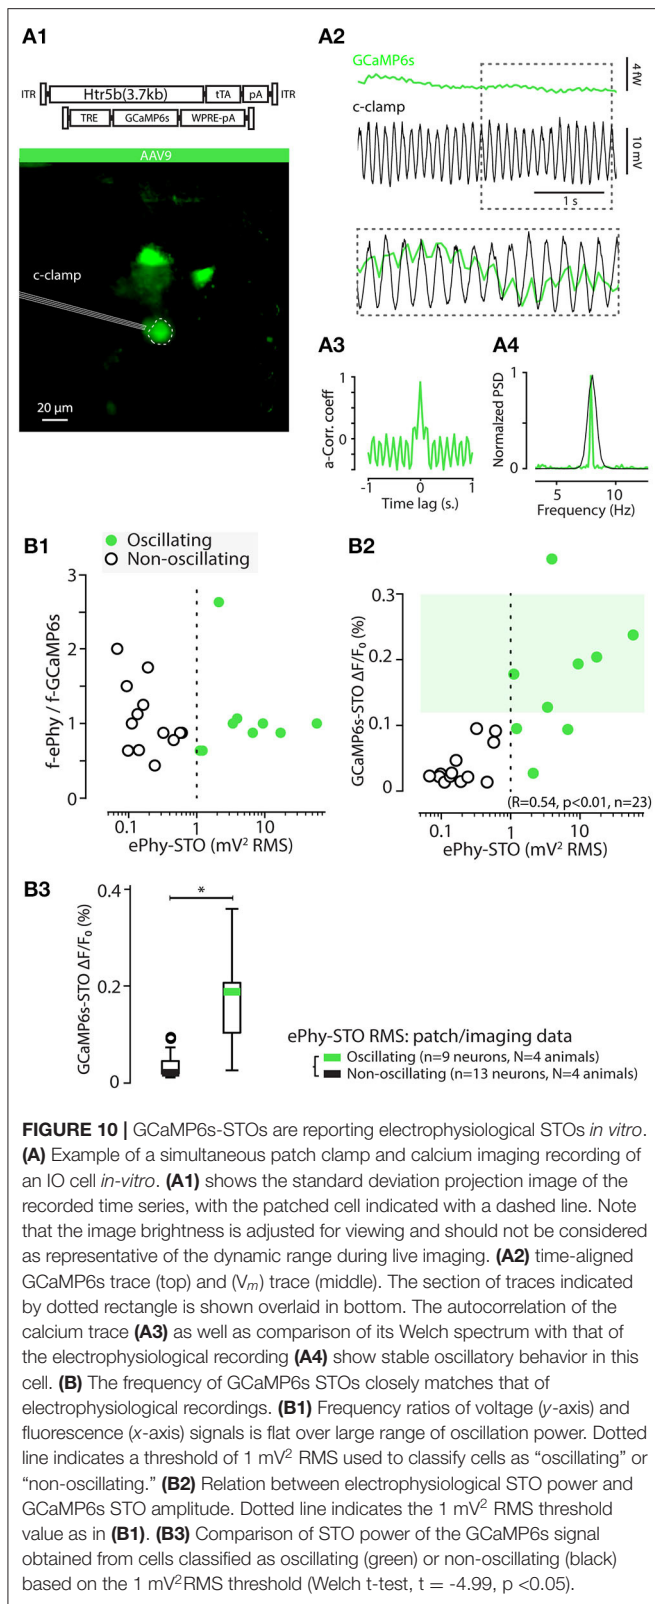 A1
ITR
Htr5b(3.7kb)
tTA
pA
ITR
TRE
GCaMP6s
WPRE-pA
AAV9
c-clamp
20 µm
A2
GCaMP6s
4 fW
c-clamp
10 mV
1 s
A3
a-Corr. coeff
1
0
-1
0
1
Time lag (s.)
A4
Normalzed PSD
1
0
5
10
Frequency (Hz)
B1
Oscillating
Non-oscillating
f-ePhy / f-GCaMP6s
3
2
1
0
0.1
1
10
ePhy-STO (mV² RMS)
B2
GCaMP6s-STO ΔF/F₀ (%)
0.3
0.2
0.1
0
(R=0.54, p<0.01, n=23)
0.1
1
10
ePhy-STO (mV² RMS)
B3
GCaMP6s-STO ΔF/F₀ (%)
0.4
0.2
0
*
ePhy-STO RMS: patch/imaging data
Oscillating (n=9 neurons, N=4 animals)
Non-oscillating (n=13 neurons, N=4 animals)
FIGURE 10 | GCaMP6s-STOs are reporting electrophysiological STOs in vitro.
(A) Example of a simultaneous patch clamp and calcium imaging recording of
an IO cell in-vitro. (A1) shows the standard deviation projection image of the
recorded time series, with the patched cell indicated with a dashed line. Note
that the image brightness is adjusted for viewing and should not be considered
as representative of the dynamic range during live imaging. (A2) time-aligned
GCaMP6s trace (top) and (Vm) trace (middle). The section of traces indicated
by dotted rectangle is shown overlaid in bottom. The autocorrelation of the
calcium trace (A3) as well as comparison of its Welch spectrum with that of
the electrophysiological recording (A4) show stable oscillatory behavior in this
cell. (B) The frequency of GCaMP6s STOs closely matches that of
electrophysiological recordings. (B1) Frequency ratios of voltage (y-axis) and
fluorescence (x-axis) signals is flat over large range of oscillation power. Dotted
line indicates a threshold of 1 mV² RMS used to classify cells as “oscillating” or
“non-oscillating.” (B2) Relation between electrophysiological STO power and
GCaMP6s STO amplitude. Dotted line indicates the 1 mV² RMS threshold
value as in (B1). (B3) Comparison of STO power of the GCaMP6s signal
obtained from cells classified as oscillating (green) or non-oscillating (black)
based on the 1 mV²RMS threshold (Welch t-test, t = -4.99, p <0.05).